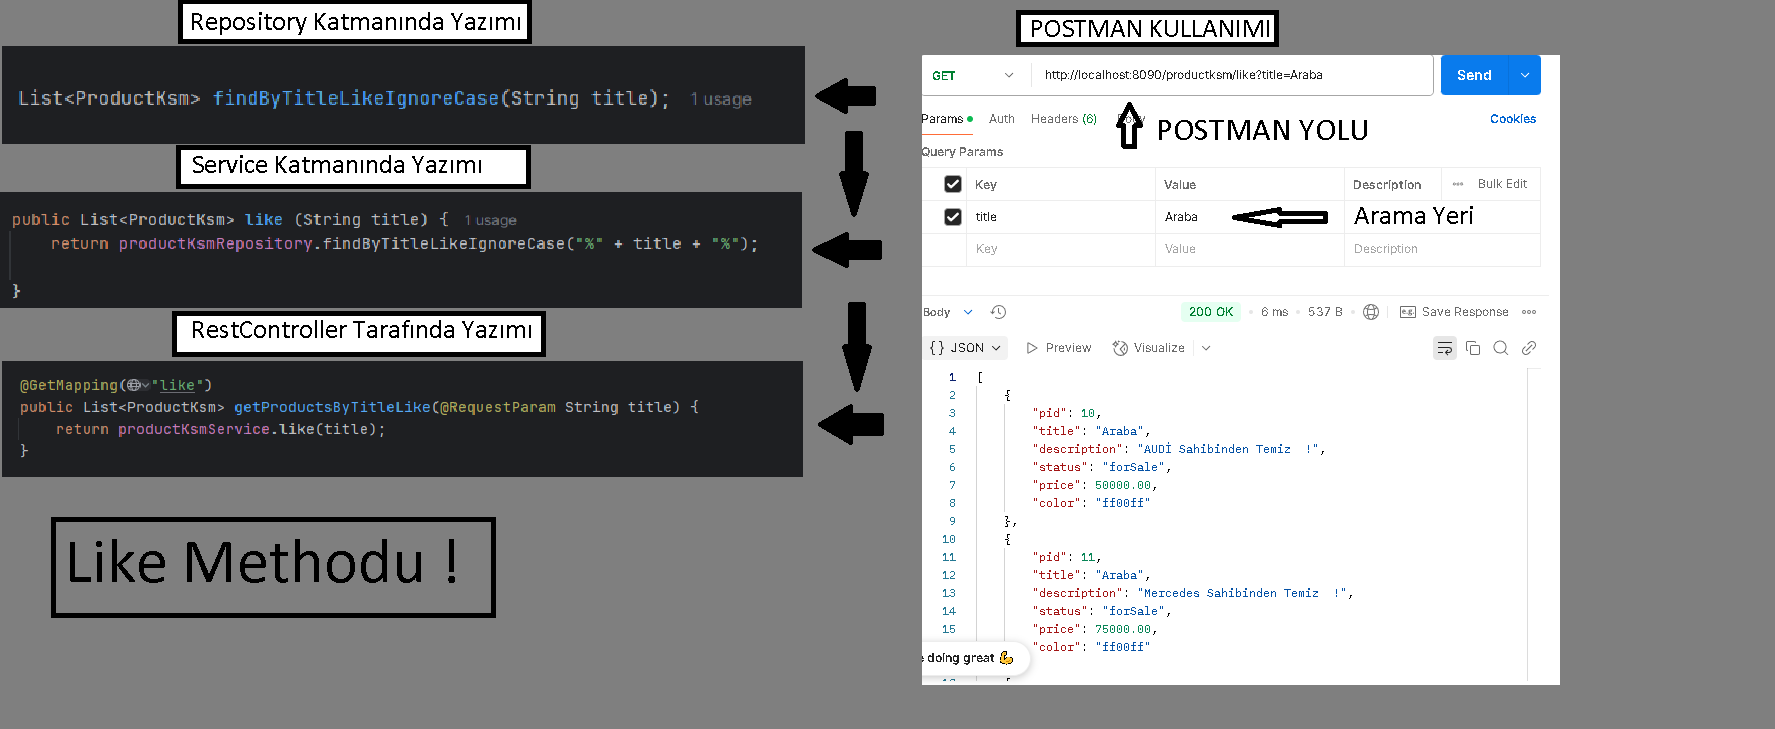 Repository Katmanında Yazımı
List<ProductKsm> findByTitleLikeIgnoreCase(String title); 1 usage
Service Katmanında Yazımı
public List<ProductKsm> like (String title) { 1 usage
return productKsmRepository.findByTitleLikeIgnoreCase("%" + title + "%");
}
RestController Tarafında Yazımı
@GetMapping("like")
public List<ProductKsm> getProductsByTitleLike(@RequestParam String title) {
return productKsmService.like(title);
}
Like Methodu !
POSTMAN KULLANIMI
GET http://localhost:8090/productksm/like?title=Araba Send
Params Auth Headers (6) Cookies
POSTMAN YOLU
Query Params
Key Value Description Bulk Edit
title Araba Arama Yeri
Key Value Description
Body 200 OK 6 ms 537 B Save Response
{} JSON Preview Visualize
1 [
2 {
3 "pid": 10,
4 "title": "Araba",
5 "description": "AUDİ Sahibinden Temiz  !",
6 "status": "forSale",
7 "price": 50000.00,
8 "color": "ff00ff"
9 },
10 {
11 "pid": 11,
12 "title": "Araba",
13 "description": "Mercedes Sahibinden Temiz  !",
14 "status": "forSale",
15 "price": 75000.00,
"color": "ff00ff"
doing great 💪